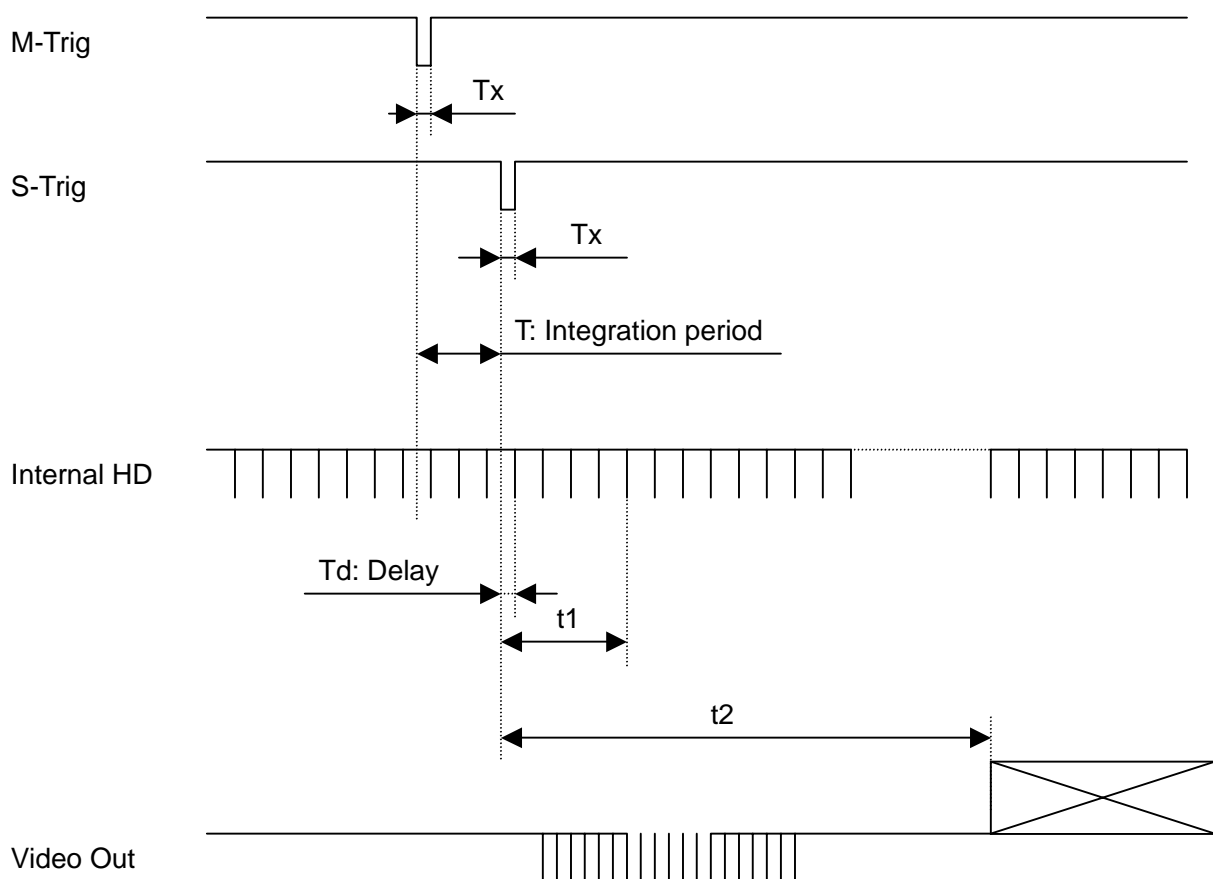 M-Trig
Tx
S-Trig
Tx
T: Integration period
Internal HD
Td: Delay
t1
t2
Video Out